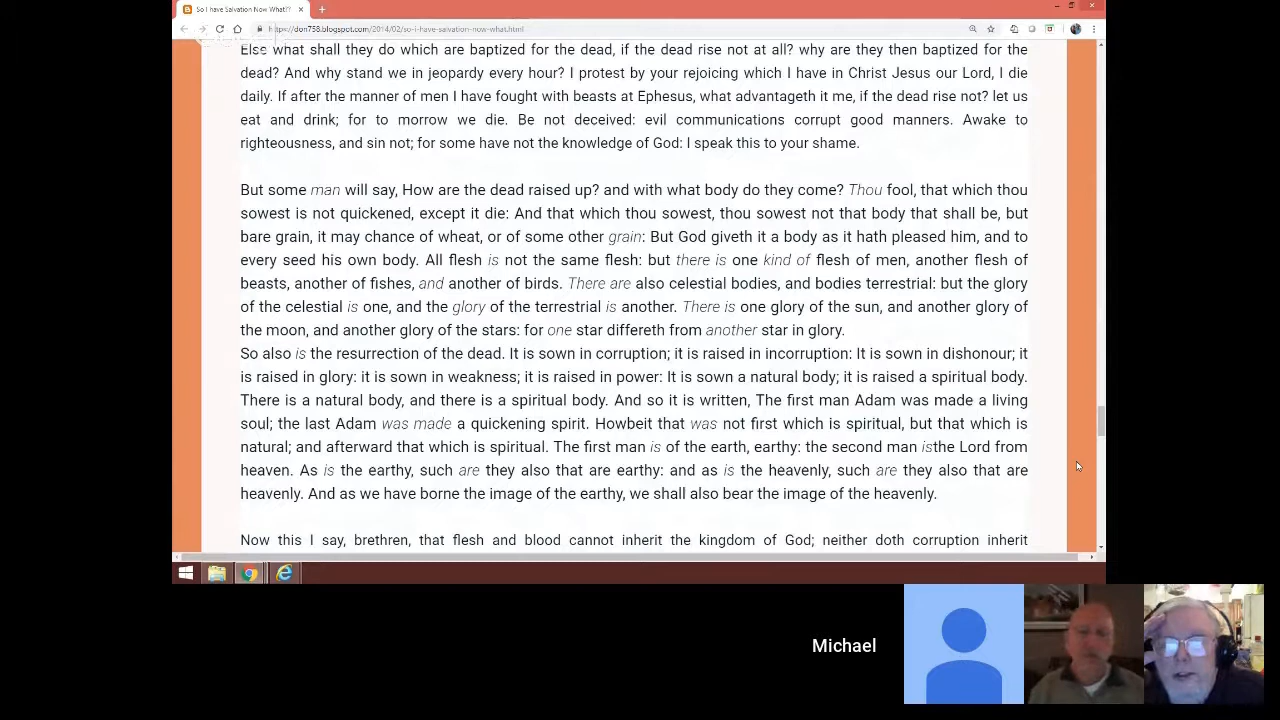 So I have Salvation Now What??
https://don758.blogspot.com/2014/02/so-i-have-salvation-now-what.html
Else what shall they do which are baptized for the dead, if the dead rise not at all? why are they then baptized for the
dead? And why stand we in jeopardy every hour? I protest by your rejoicing which I have in Christ Jesus our Lord, I die
daily. If after the manner of men I have fought with beasts at Ephesus, what advantageth it me, if the dead rise not? let us
eat and drink; for to morrow we die. Be not deceived: evil communications corrupt good manners. Awake to
righteousness, and sin not; for some have not the knowledge of God: I speak this to your shame.
But some man will say, How are the dead raised up? and with what body do they come? Thou fool, that which thou
sowest is not quickened, except it die: And that which thou sowest, thou sowest not that body that shall be, but
bare grain, it may chance of wheat, or of some other grain: But God giveth it a body as it hath pleased him, and to
every seed his own body. All flesh is not the same flesh: but there is one kind of flesh of men, another flesh of
beasts, another of fishes, and another of birds. There are also celestial bodies, and bodies terrestrial: but the glory
of the celestial is one, and the glory of the terrestrial is another. There is one glory of the sun, and another glory of
the moon, and another glory of the stars: for one star differeth from another star in glory.
So also is the resurrection of the dead. It is sown in corruption; it is raised in incorruption: It is sown in dishonour; it
is raised in glory: it is sown in weakness; it is raised in power: It is sown a natural body; it is raised a spiritual body.
There is a natural body, and there is a spiritual body. And so it is written, The first man Adam was made a living
soul; the last Adam was made a quickening spirit. Howbeit that was not first which is spiritual, but that which is
natural; and afterward that which is spiritual. The first man is of the earth, earthy: the second man isthe Lord from
heaven. As is the earthy, such are they also that are earthy: and as is the heavenly, such are they also that are
heavenly. And as we have borne the image of the earthy, we shall also bear the image of the heavenly.
Now this I say, brethren, that flesh and blood cannot inherit the kingdom of God; neither doth corruption inherit
Michael